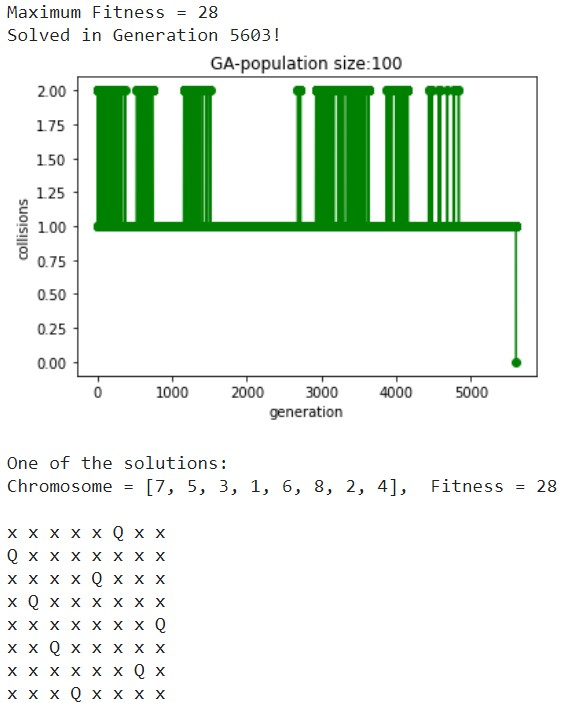 Maximum Fitness = 28
Solved in Generation 5603!
GA-population size:100
2.00
1.75
1.50
1.25
1.00
0.75
0.50
0.25
0.00
collisions
0 1000 2000 3000 4000 5000
generation
One of the solutions:
Chromosome = [7, 5, 3, 1, 6, 8, 2, 4],  Fitness = 28
x x x x x Q x x
Q x x x x x x x
x x x x Q x x x
x Q x x x x x x
x x x x x x x Q
x x Q x x x x x
x x x x x x Q x
x x x Q x x x x